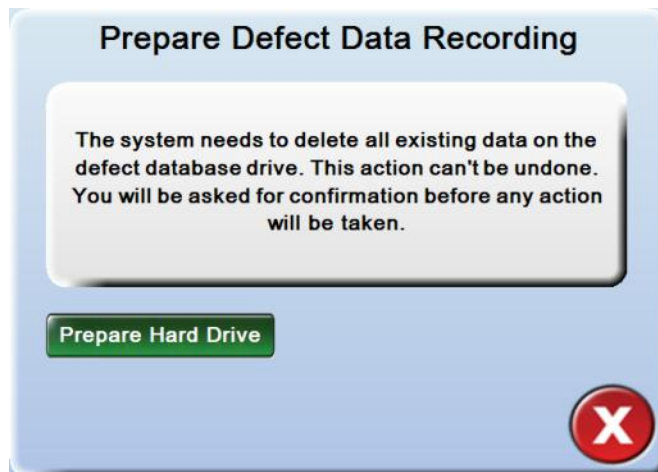 Prepare Defect Data Recording
The system needs to delete all existing data on the
defect database drive. This action can't be undone.
You will be asked for confirmation before any action
will be taken.
Prepare Hard Drive
X